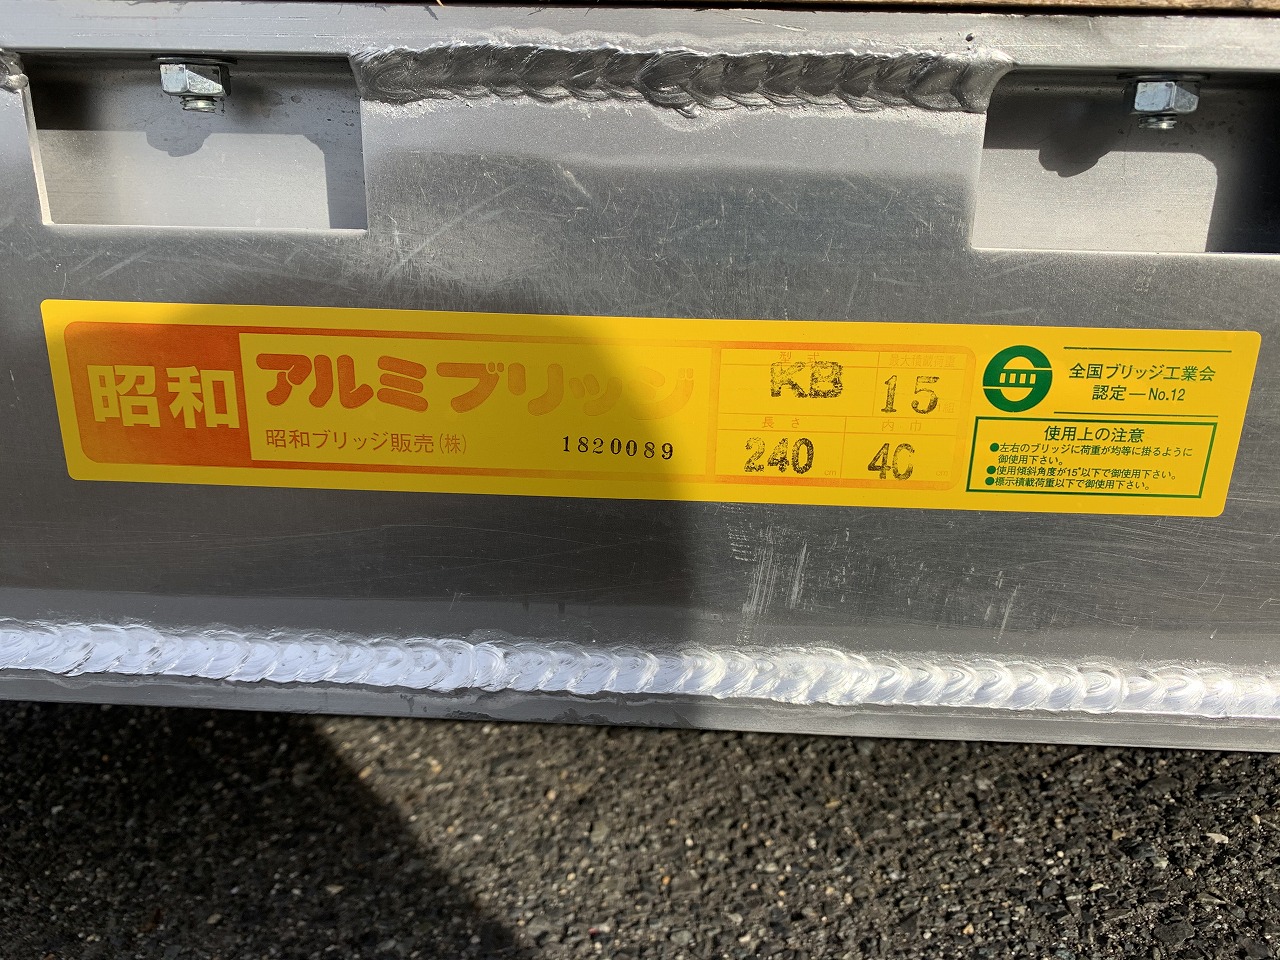 昭和
アルミブリッジ
昭和ブリッジ販売(株)
1820089
型式
KB
最大積載荷重
15
長さ
240 cm
内巾
40 cm
全国ブリッジ工業会
認定―No.12
使用上の注意
●左右のブリッジに荷重が均等に掛るように
御使用下さい。
●使用傾斜角度が15°以下で御使用下さい。
●標示積載荷重以下で御使用下さい。